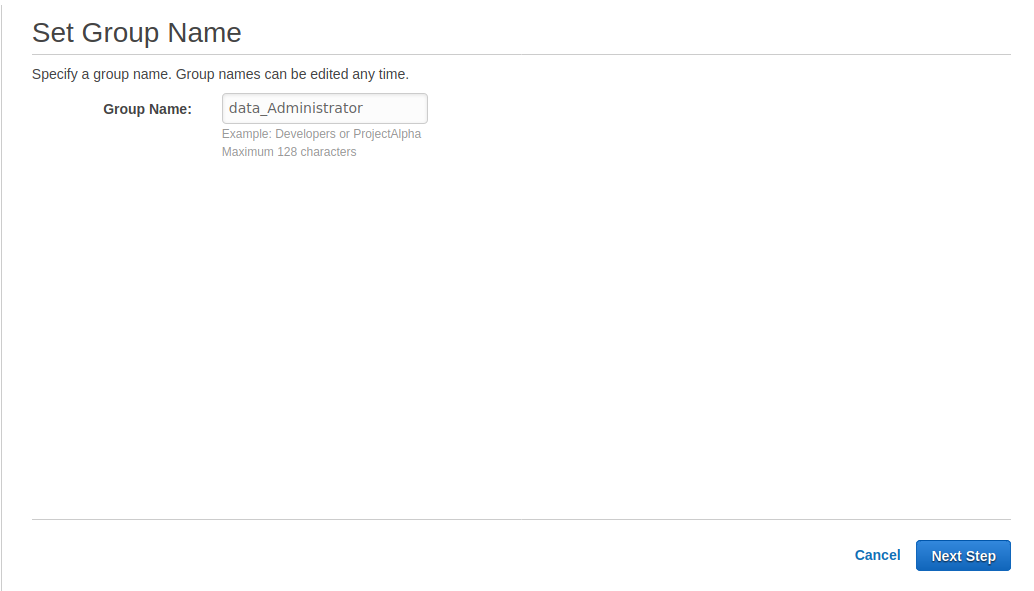 Set Group Name
Specify a group name. Group names can be edited any time.
Group Name: data_Administrator
Example: Developers or ProjectAlpha
Maximum 128 characters
Cancel Next Step